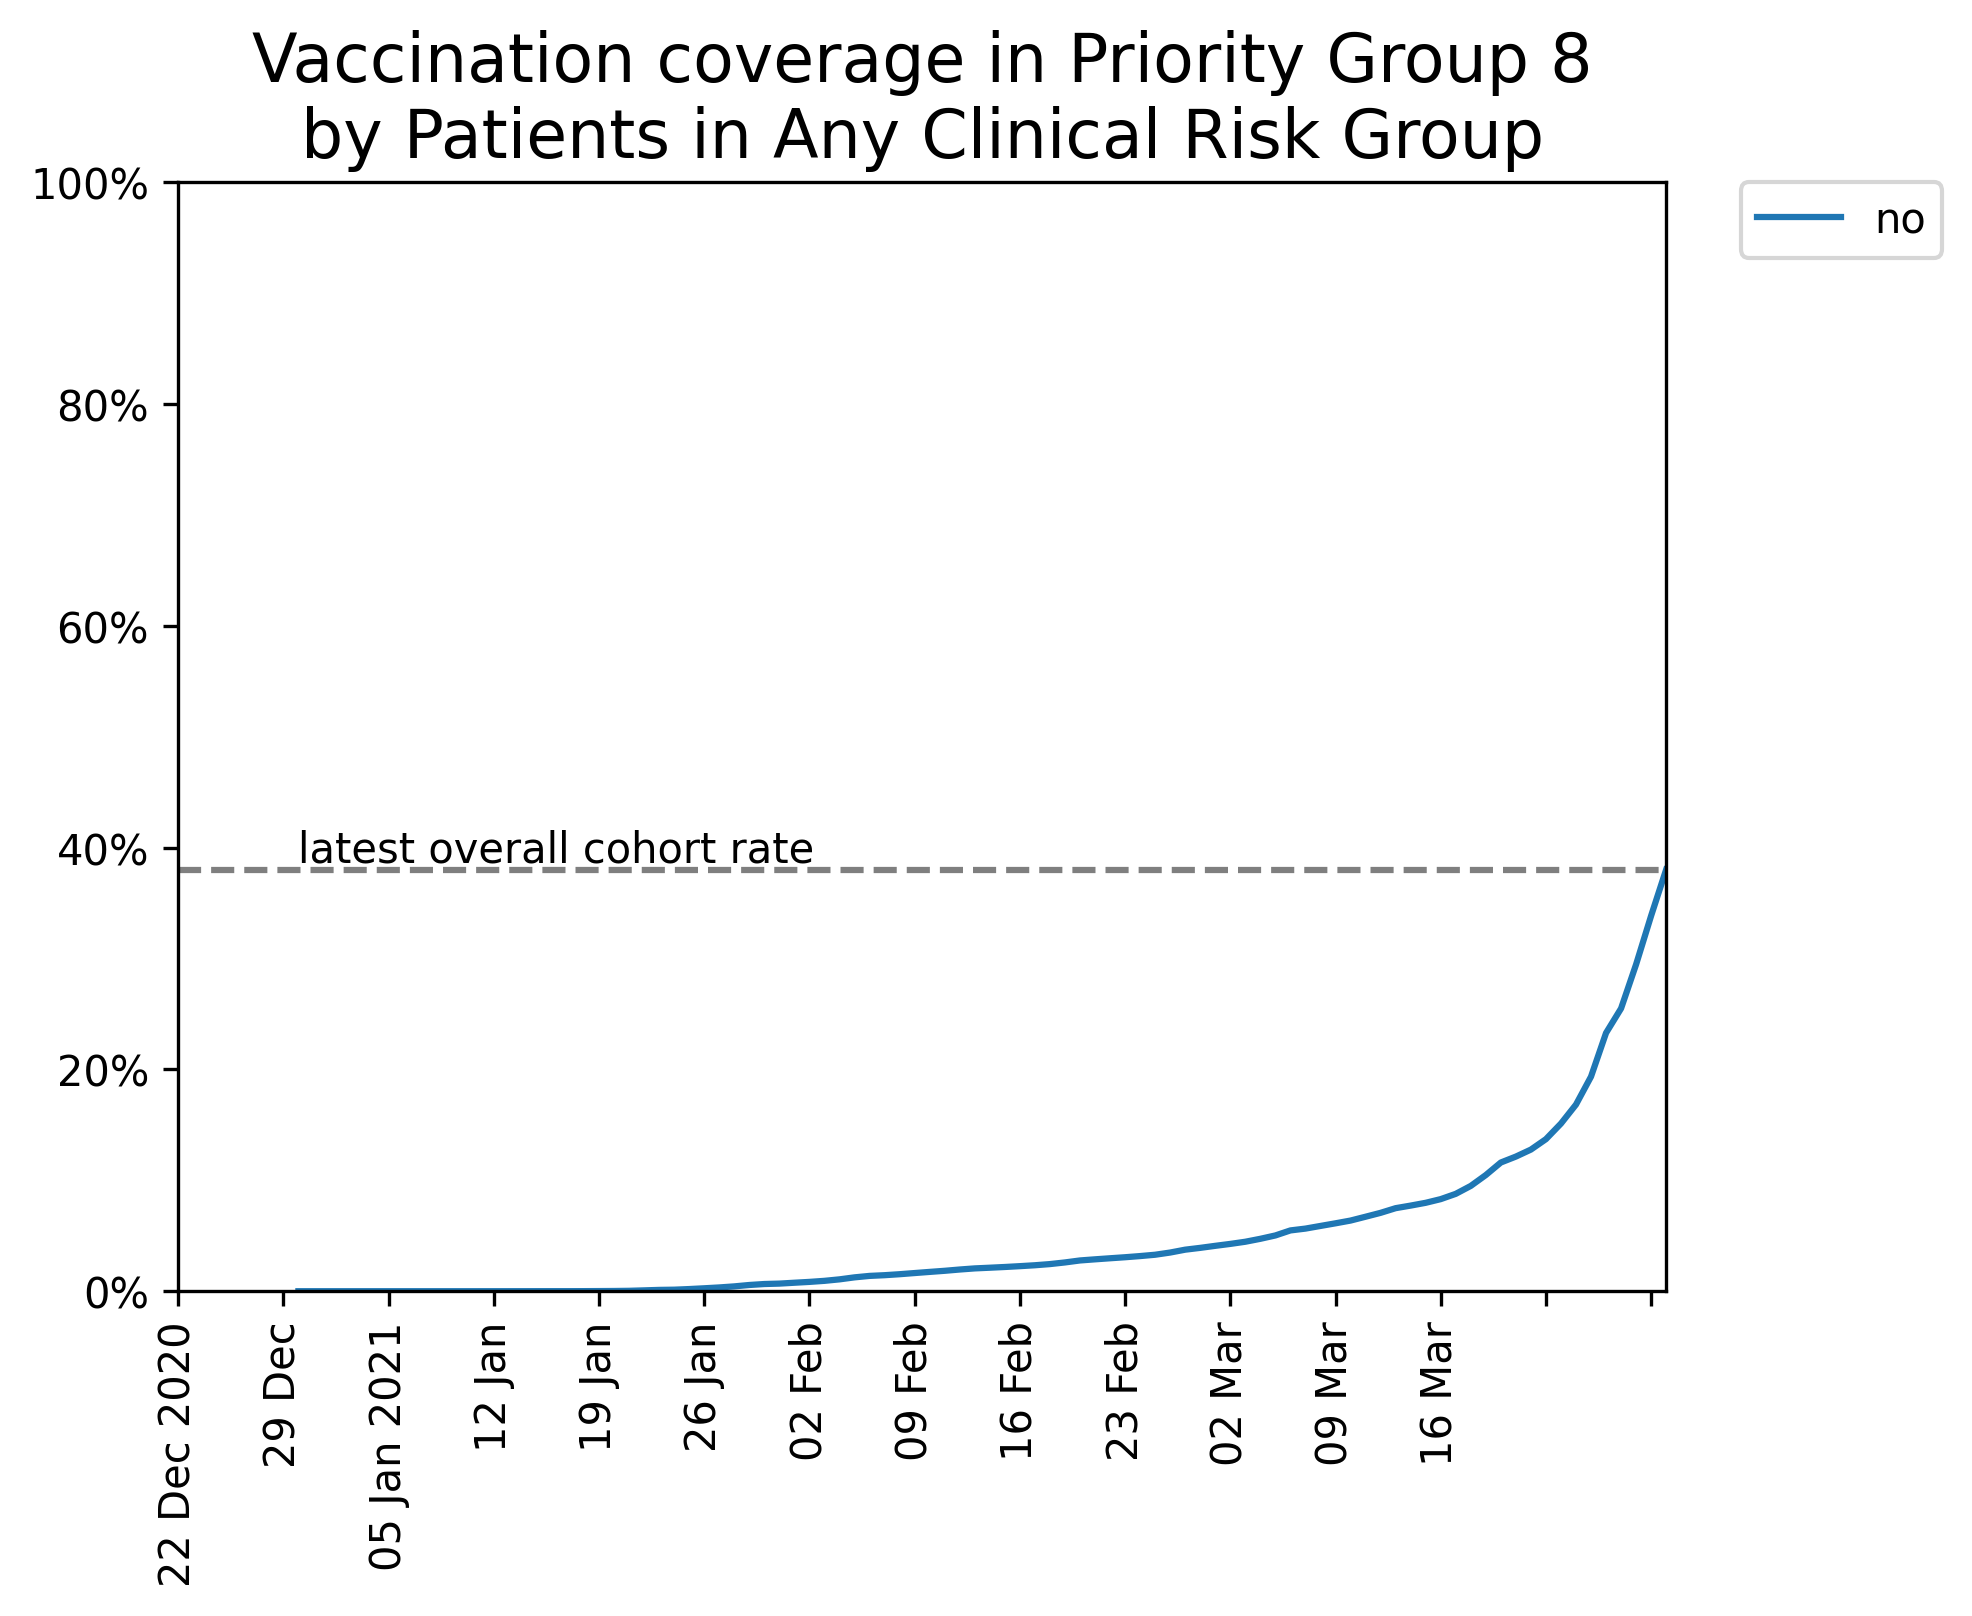 Vaccination coverage in Priority Group 8
by Patients in Any Clinical Risk Group
no
100%
80%
60%
40%
20%
0%
latest overall cohort rate
22 Dec 2020
29 Dec
05 Jan 2021
12 Jan
19 Jan
26 Jan
02 Feb
09 Feb
16 Feb
23 Feb
02 Mar
09 Mar
16 Mar